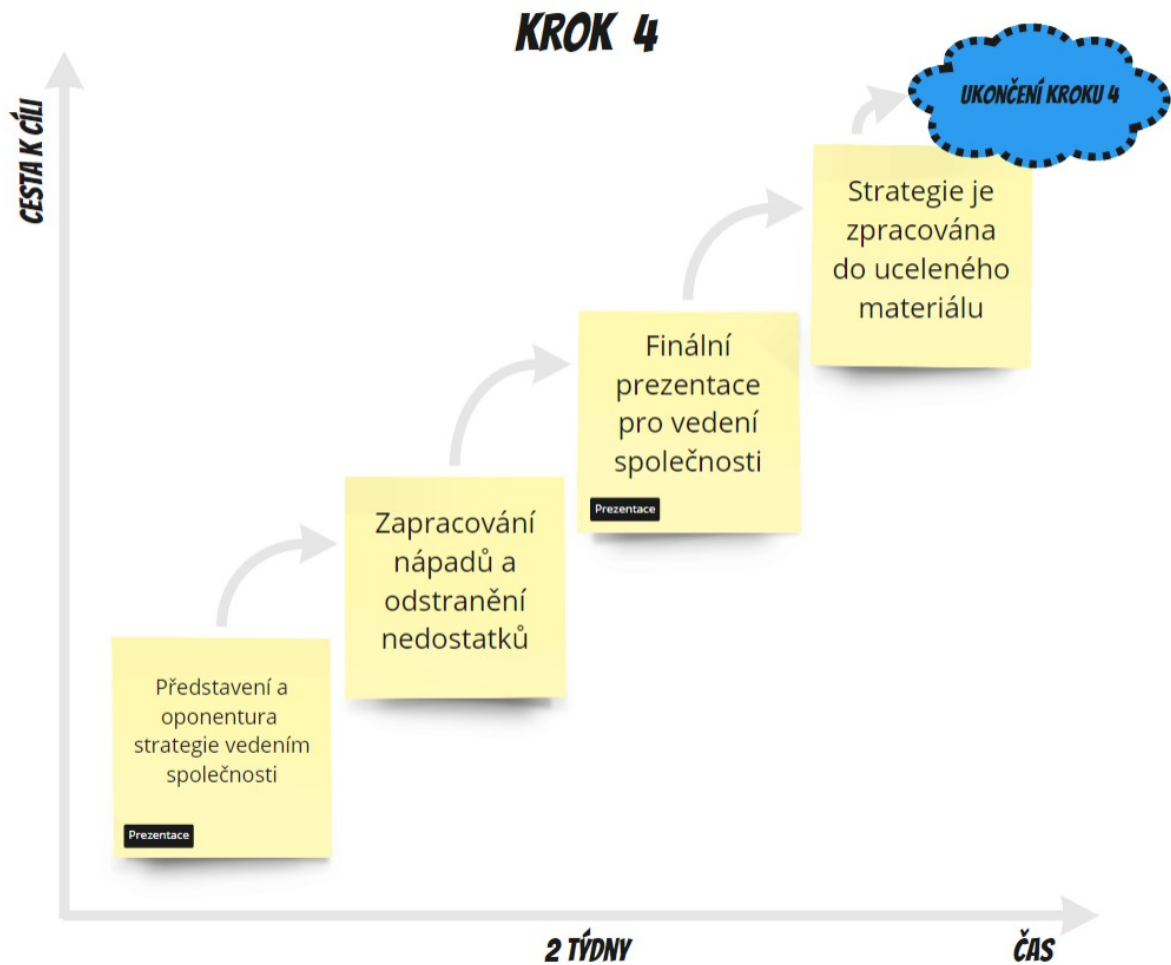 KROK 4
CESTA K CÍLI
UKONČENÍ KROKU 4
Strategie je
zpracována
do uceleného
materiálu
Finální
prezentace
pro vedení
společnosti
Prezentace
Zapracování
nápadů a
odstranění
nedostatků
Představení a
oponentura
strategie vedením
společnosti
Prezentace
2 TÝDNY
ČAS